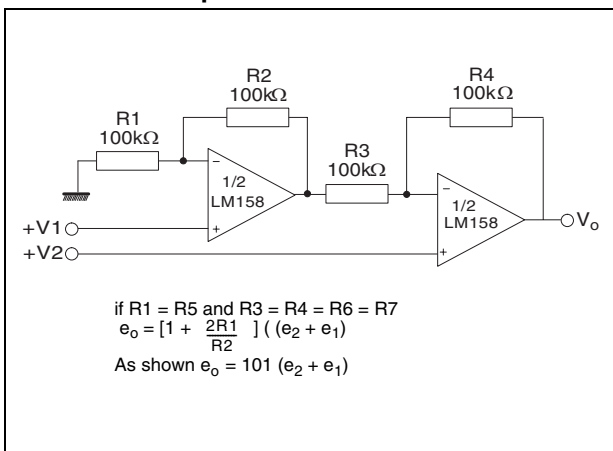 R2
100kΩ
R4
100kΩ
R1
100kΩ
R3
100kΩ
1/2
LM158
1/2
LM158
+V1
+V2
Vo
if R1 = R5 and R3 = R4 = R6 = R7
eo = [1 + 2R1/R2 ] ( (e2 + e1)
As shown eo = 101 (e2 + e1)